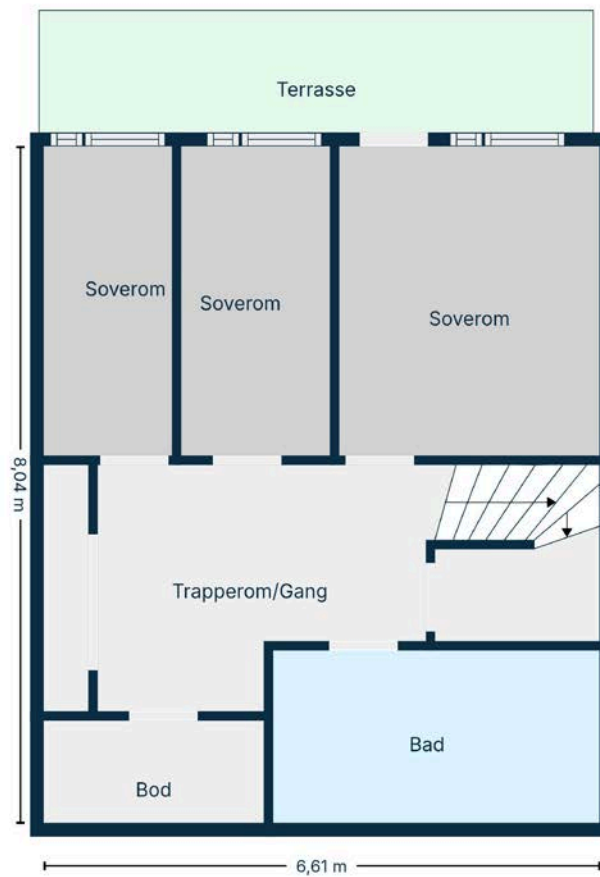 Terrasse
Soverom
Soverom
Soverom
8,04 m
Trapperom/Gang
Bad
Bod
6,61 m